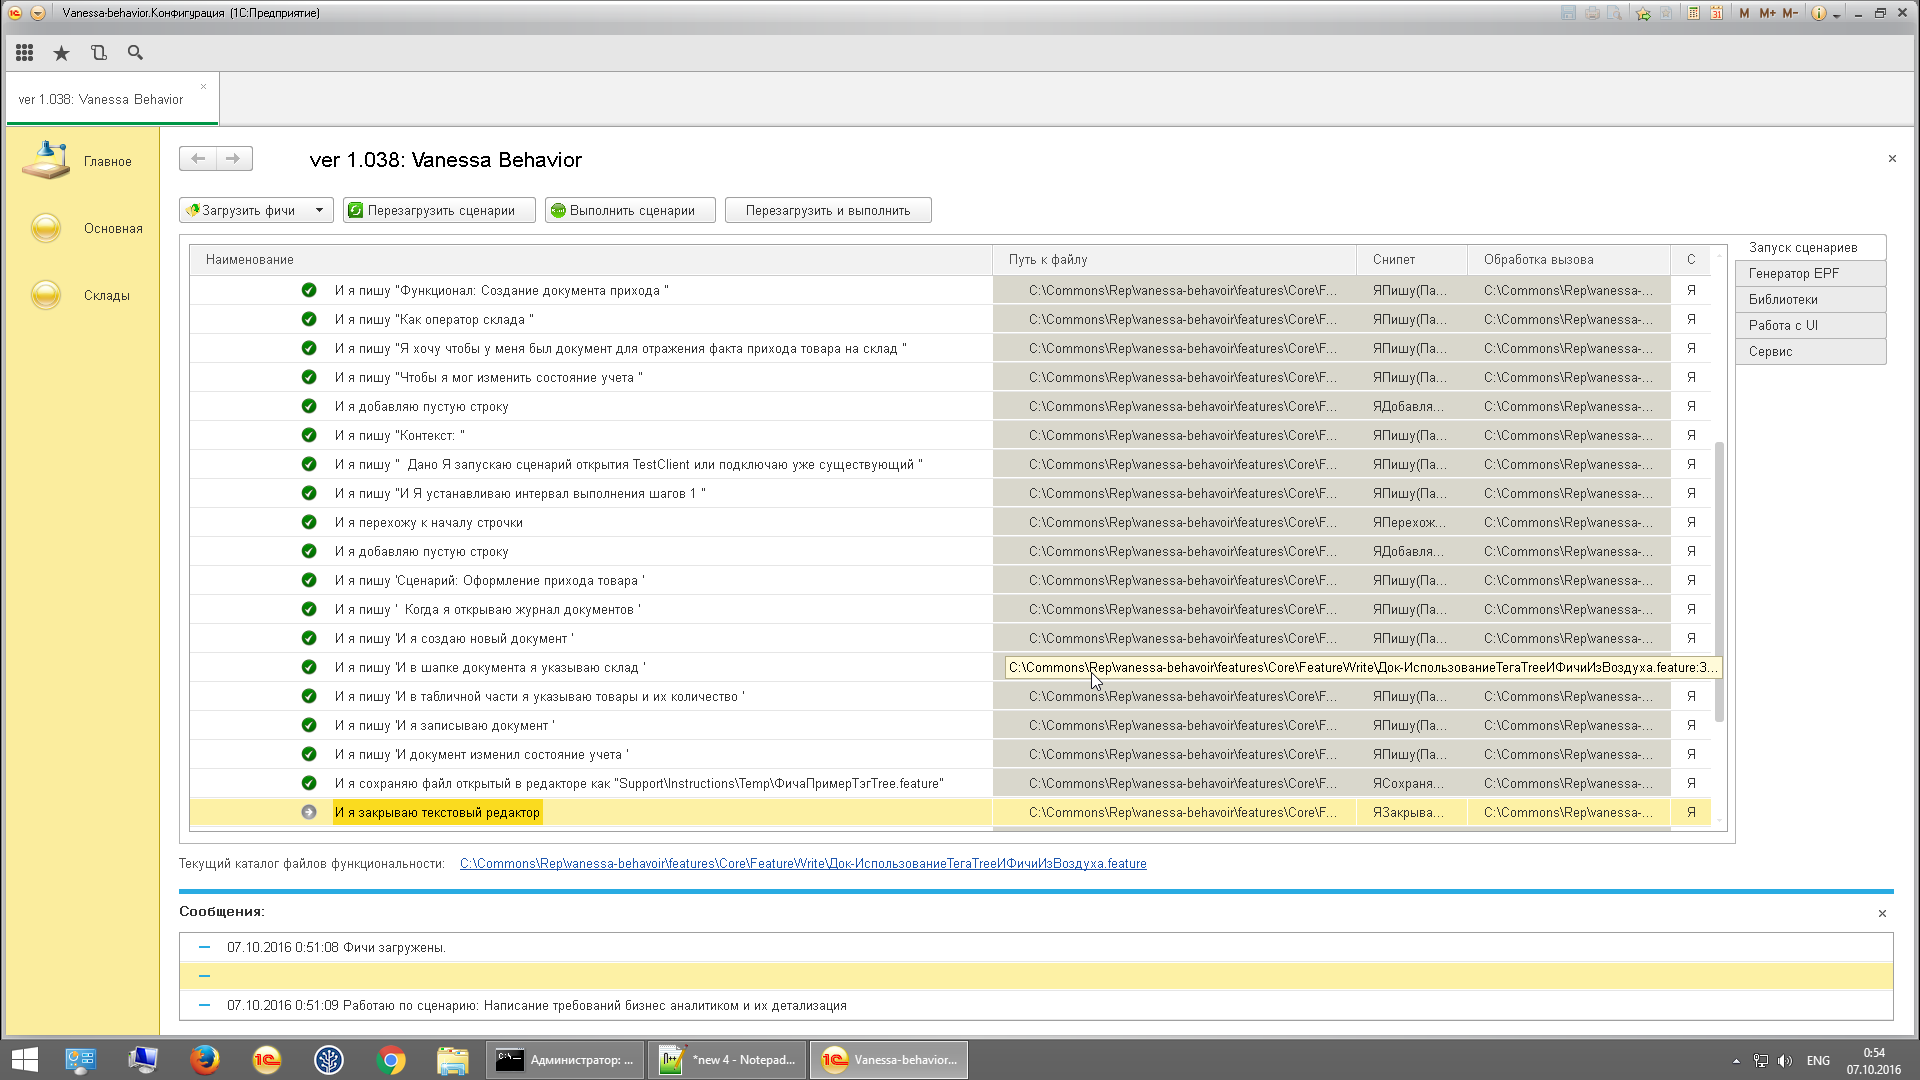 Vanessa-behavior.Конфигурация (1С:Предприятие)
31 M M+ M-
ver 1.038: Vanessa Behavior
Главное
Основная
Склады
ver 1.038: Vanessa Behavior
Загрузить фичи
Перезагрузить сценарии
Выполнить сценарии
Перезагрузить и выполнить
Запуск сценариев
Генератор EPF
Библиотеки
Работа с UI
Сервис
Наименование Путь к файлу Снипет Обработка вызова С
И я пишу "Функционал: Создание документа прихода " C:\Commons\Rep\vanessa-behavoir\features\Core\F... ЯПишу(Па... C:\Commons\Rep\vanessa-... Я
И я пишу "Как оператор склада " C:\Commons\Rep\vanessa-behavoir\features\Core\F... ЯПишу(Па... C:\Commons\Rep\vanessa-... Я
И я пишу "Я хочу чтобы у меня был документ для отражения факта прихода товара на склад " C:\Commons\Rep\vanessa-behavoir\features\Core\F... ЯПишу(Па... C:\Commons\Rep\vanessa-... Я
И я пишу "Чтобы я мог изменить состояние учета " C:\Commons\Rep\vanessa-behavoir\features\Core\F... ЯПишу(Па... C:\Commons\Rep\vanessa-... Я
И я добавляю пустую строку C:\Commons\Rep\vanessa-behavoir\features\Core\F... ЯДобавля... C:\Commons\Rep\vanessa-... Я
И я пишу "Контекст: " C:\Commons\Rep\vanessa-behavoir\features\Core\F... ЯПишу(Па... C:\Commons\Rep\vanessa-... Я
И я пишу "  Дано Я запускаю сценарий открытия TestClient или подключаю уже существующий " C:\Commons\Rep\vanessa-behavoir\features\Core\F... ЯПишу(Па... C:\Commons\Rep\vanessa-... Я
И я пишу "И Я устанавливаю интервал выполнения шагов 1 " C:\Commons\Rep\vanessa-behavoir\features\Core\F... ЯПишу(Па... C:\Commons\Rep\vanessa-... Я
И я перехожу к началу строчки C:\Commons\Rep\vanessa-behavoir\features\Core\F... ЯПерехож... C:\Commons\Rep\vanessa-... Я
И я добавляю пустую строку C:\Commons\Rep\vanessa-behavoir\features\Core\F... ЯДобавля... C:\Commons\Rep\vanessa-... Я
И я пишу 'Сценарий: Оформление прихода товара ' C:\Commons\Rep\vanessa-behavoir\features\Core\F... ЯПишу(Па... C:\Commons\Rep\vanessa-... Я
И я пишу '  Когда я открываю журнал документов ' C:\Commons\Rep\vanessa-behavoir\features\Core\F... ЯПишу(Па... C:\Commons\Rep\vanessa-... Я
И я пишу 'И я создаю новый документ ' C:\Commons\Rep\vanessa-behavoir\features\Core\F... ЯПишу(Па... C:\Commons\Rep\vanessa-... Я
И я пишу 'И в шапке документа я указываю склад ' C:\Commons\Rep\vanessa-behavoir\features\Core\FeatureWrite\Док-ИспользованиеТегаTreeИФичиИзВоздуха.feature:З...
И я пишу 'И в табличной части я указываю товары и их количество ' C:\Commons\Rep\vanessa-behavoir\features\Core\F... ЯПишу(Па... C:\Commons\Rep\vanessa-... Я
И я пишу 'И я записываю документ ' C:\Commons\Rep\vanessa-behavoir\features\Core\F... ЯПишу(Па... C:\Commons\Rep\vanessa-... Я
И я пишу 'И документ изменил состояние учета ' C:\Commons\Rep\vanessa-behavoir\features\Core\F... ЯПишу(Па... C:\Commons\Rep\vanessa-... Я
И я сохраняю файл открытый в редакторе как "Support\Instructions\Temp\ФичаПримерТэгTree.feature" C:\Commons\Rep\vanessa-behavoir\features\Core\F... ЯСохраня... C:\Commons\Rep\vanessa-... Я
И я закрываю текстовый редактор C:\Commons\Rep\vanessa-behavoir\features\Core\F... ЯЗакрыва... C:\Commons\Rep\vanessa-... Я
Текущий каталог файлов функциональности: C:\Commons\Rep\vanessa-behavoir\features\Core\FeatureWrite\Док-ИспользованиеТегаTreeИФичиИзВоздуха.feature
Сообщения:
07.10.2016 0:51:08 Фичи загружены.
07.10.2016 0:51:09 Работаю по сценарию: Написание требований бизнес аналитиком и их детализация
Администратор: ...
*new 4 - Notepad...
Vanessa-behavior...
ENG
0:54
07.10.2016